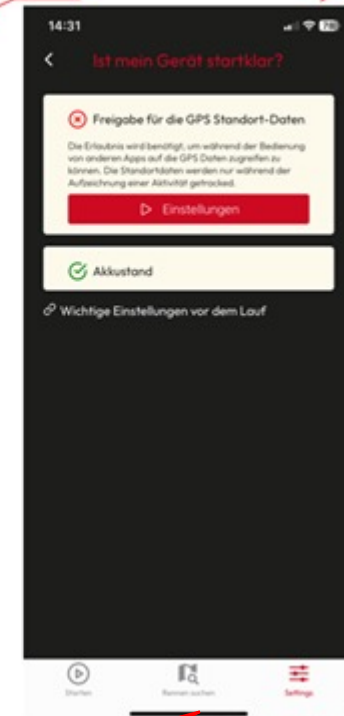 14:31
Ist mein Gerät startklar?
Freigabe für die GPS Standort-Daten
Die Erlaubnis wird benötigt, um während der Bedienung
von anderen Apps auf die GPS Daten zugreifen zu
können. Die Standortdaten werden nur während der
Aufzeichnung einer Aktivität getracked.
Einstellungen
Akkustand
Wichtige Einstellungen vor dem Lauf
Starten
Rennen suchen
Settings